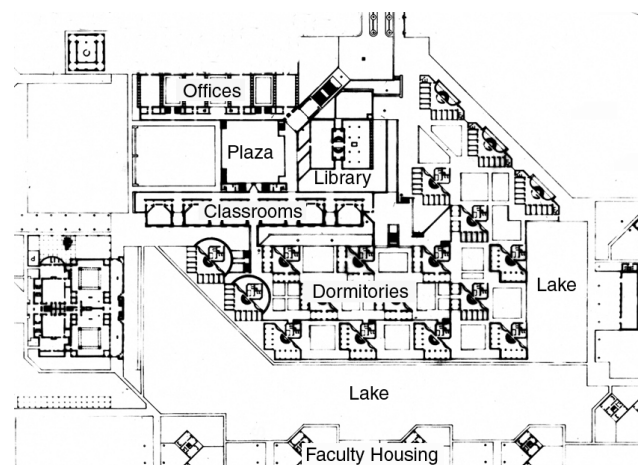 Offices
Plaza
Library
Classrooms
Dormitories
Lake
Lake
Faculty Housing